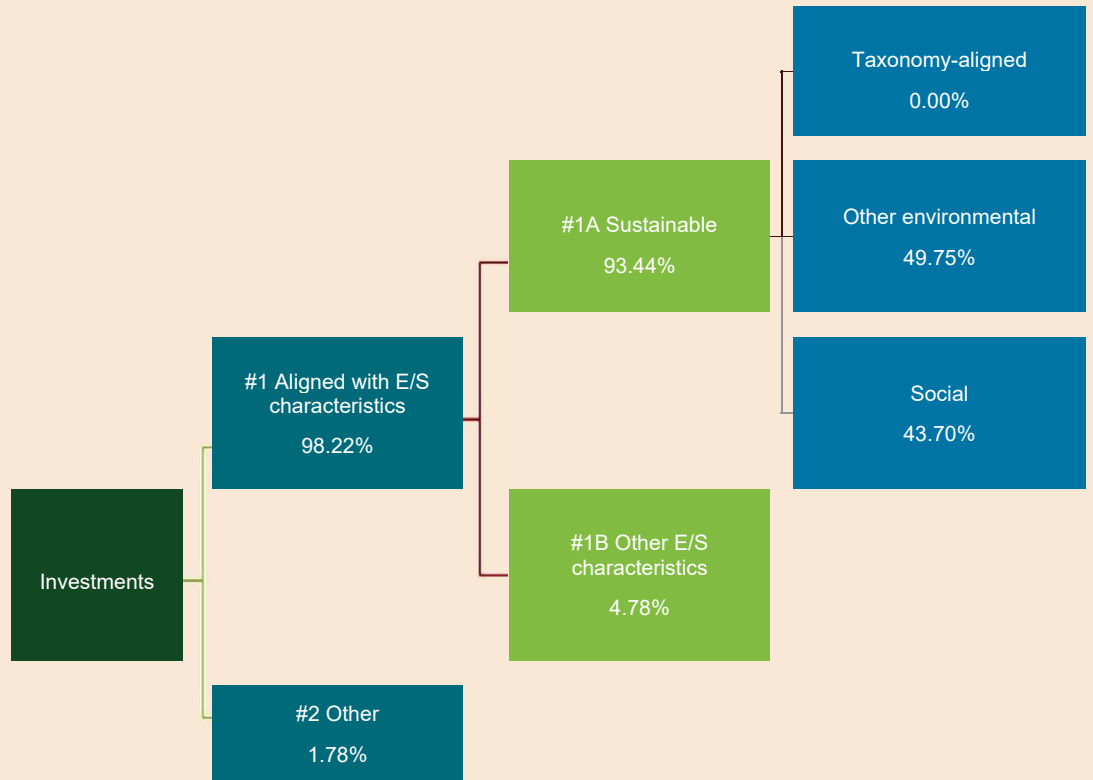 Taxonomy-aligned
0.00%
#1A Sustainable
93.44%
Other environmental
49.75%
#1 Aligned with E/S
characteristics
98.22%
Social
43.70%
Investments
#1B Other E/S
characteristics
4.78%
#2 Other
1.78%